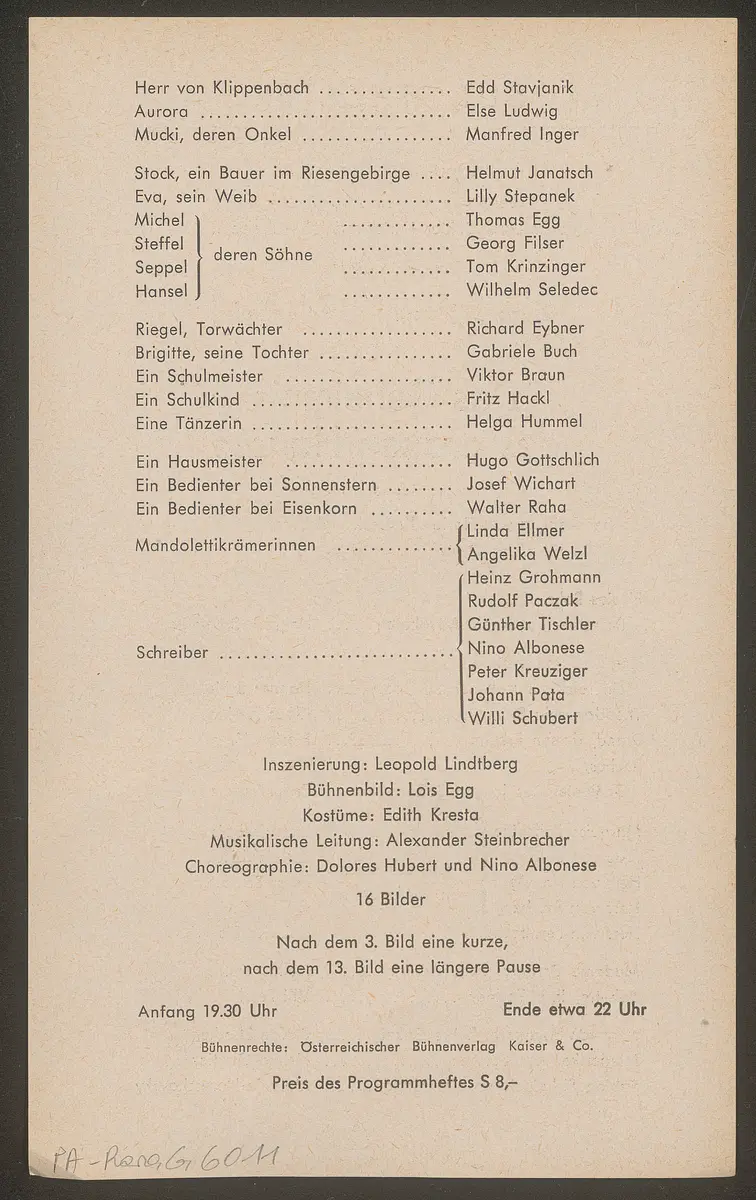 Herr von Klippenbach ................ Edd Stavjanik
Aurora .............................. Else Ludwig
Mucki, deren Onkel .................. Manfred Inger
Stock, ein Bauer im Riesengebirge .... Helmut Janatsch
Eva, sein Weib ...................... Lilly Stepanek
Michel ............. Thomas Egg
Steffel ............. Georg Filser
deren Söhne
Seppel ............. Tom Krinzinger
Hansel ............. Wilhelm Seledec
Riegel, Torwächter .................. Richard Eybner
Brigitte, seine Tochter ................ Gabriele Buch
Ein Schulmeister .................... Viktor Braun
Ein Schulkind ........................ Fritz Hackl
Eine Tänzerin ........................ Helga Hummel
Ein Hausmeister .................... Hugo Gottschlich
Ein Bedienter bei Sonnenstern ........ Josef Wichart
Ein Bedienter bei Eisenkorn .......... Walter Raha
Linda Ellmer
Mandolettikrämerinnen ..............
Angelika Welzl
Heinz Grohmann
Rudolf Paczak
Günther Tischler
Schreiber ............................ Nino Albonese
Peter Kreuziger
Johann Pata
Willi Schubert
Inszenierung: Leopold Lindtberg
Bühnenbild: Lois Egg
Kostüme: Edith Kresta
Musikalische Leitung: Alexander Steinbrecher
Choreographie: Dolores Hubert und Nino Albonese
16 Bilder
Nach dem 3. Bild eine kurze,
nach dem 13. Bild eine längere Pause
Anfang 19.30 Uhr Ende etwa 22 Uhr
Bühnenrechte: Österreichischer Bühnenverlag Kaiser & Co.
Preis des Programmheftes S 8,–
PA-Rara G 6011